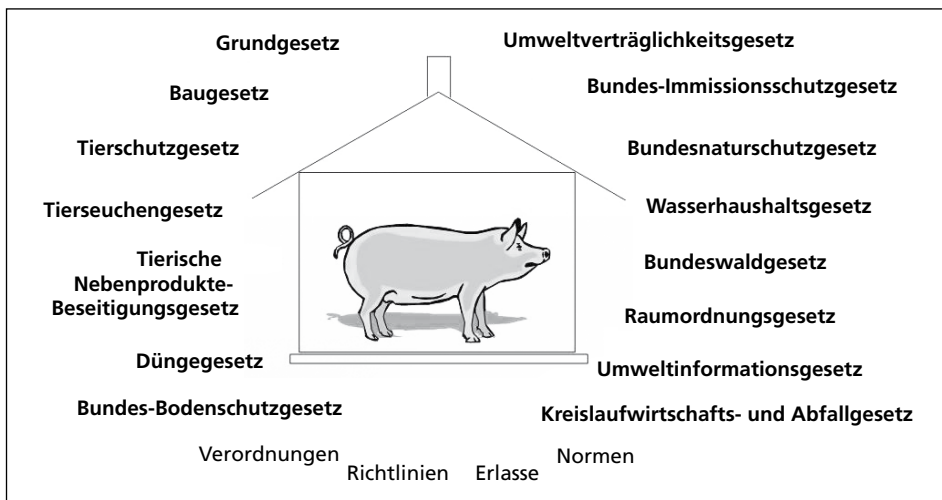 Grundgesetz
Baugesetz
Tierschutzgesetz
Tierseuchengesetz
Tierische
Nebenprodukte-
Beseitigungsgesetz
Düngegesetz
Bundes-Bodenschutzgesetz
Umweltverträglichkeitsgesetz
Bundes-Immissionsschutzgesetz
Bundesnaturschutzgesetz
Wasserhaushaltsgesetz
Bundeswaldgesetz
Raumordnungsgesetz
Umweltinformationsgesetz
Kreislaufwirtschafts- und Abfallgesetz
Verordnungen
Richtlinien
Erlasse
Normen